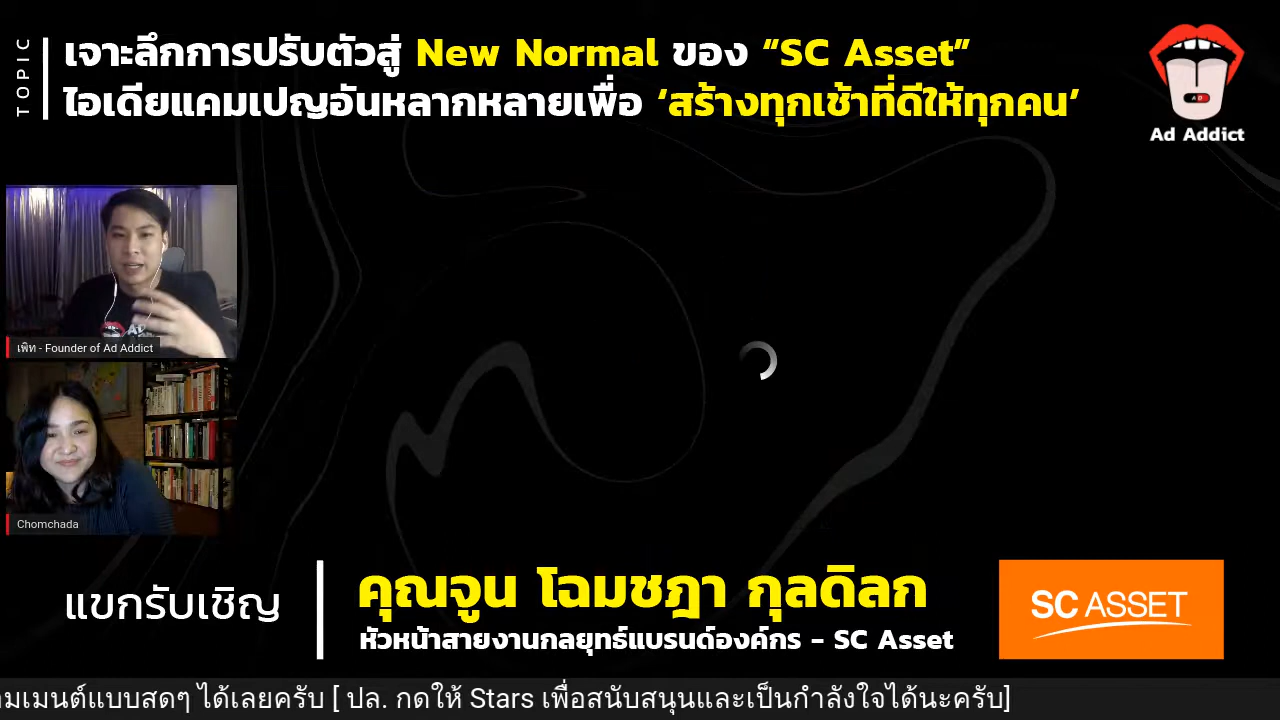 TOPIC
เจาะลึกการปรับตัวสู่ New Normal ของ “SC Asset”
ไอเดียแคมเปญอันหลากหลายเพื่อ ‘สร้างทุกเช้าที่ดีให้ทุกคน’
AD
Ad Addict
เพิท - Founder of Ad Addict
Chomchada
แขกรับเชิญ
คุณจูน โฉมชฎา กุลดิลก
หัวหน้าสายงานกลยุทธ์แบรนด์องค์กร - SC Asset
SC ASSET
มเมนต์แบบสดๆ ได้เลยครับ [ ปล. กดให้ Stars เพื่อสนับสนุนและเป็นกำลังใจได้นะครับ]